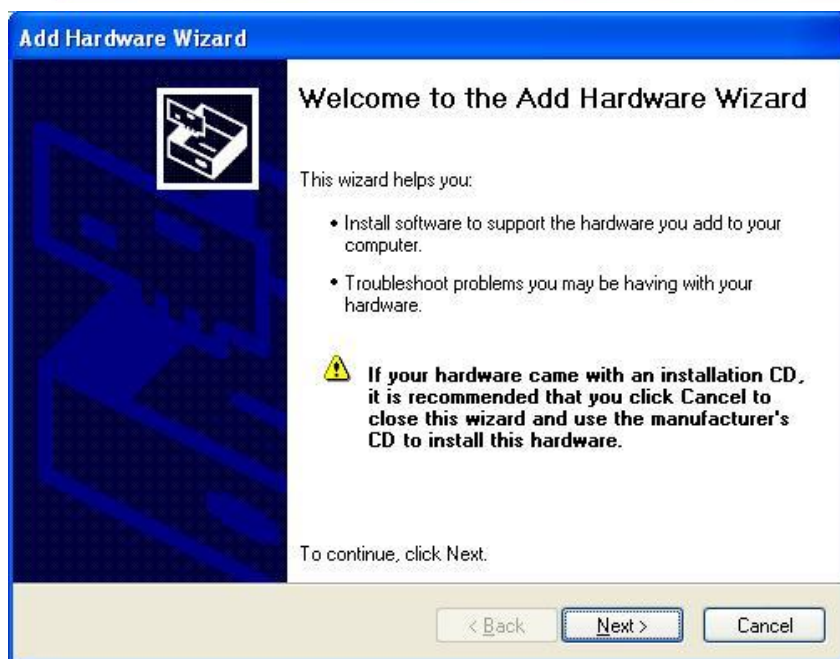 Add Hardware Wizard
Welcome to the Add Hardware Wizard
This wizard helps you:
• Install software to support the hardware you add to your
computer.
• Troubleshoot problems you may be having with your
hardware.
If your hardware came with an installation CD,
it is recommended that you click Cancel to
close this wizard and use the manufacturer's
CD to install this hardware.
To continue, click Next.
< Back Next > Cancel